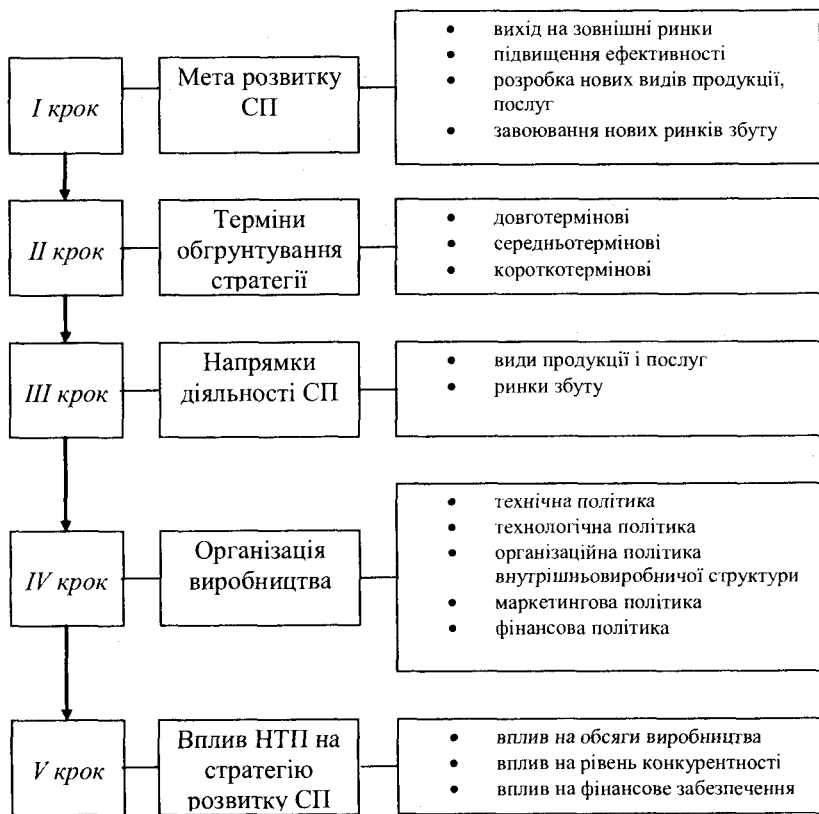 I крок
Мета розвитку
СП
• вихід на зовнішні ринки
• підвищення ефективності
• розробка нових видів продукції,
послуг
• завоювання нових ринків збуту
II крок
Терміни
обгрунтування
стратегії
• довготермінові
• середньотермінові
• короткотермінові
III крок
Напрямки
діяльності СП
• види продукції і послуг
• ринки збуту
IV крок
Організація
виробництва
• технічна політика
• технологічна політика
• організаційна політика
внутрішньовиробничої структури
• маркетингова політика
• фінансова політика
V крок
Вплив НТП на
стратегію
розвитку СП
• вплив на обсяги виробництва
• вплив на рівень конкурентності
• вплив на фінансове забезпечення